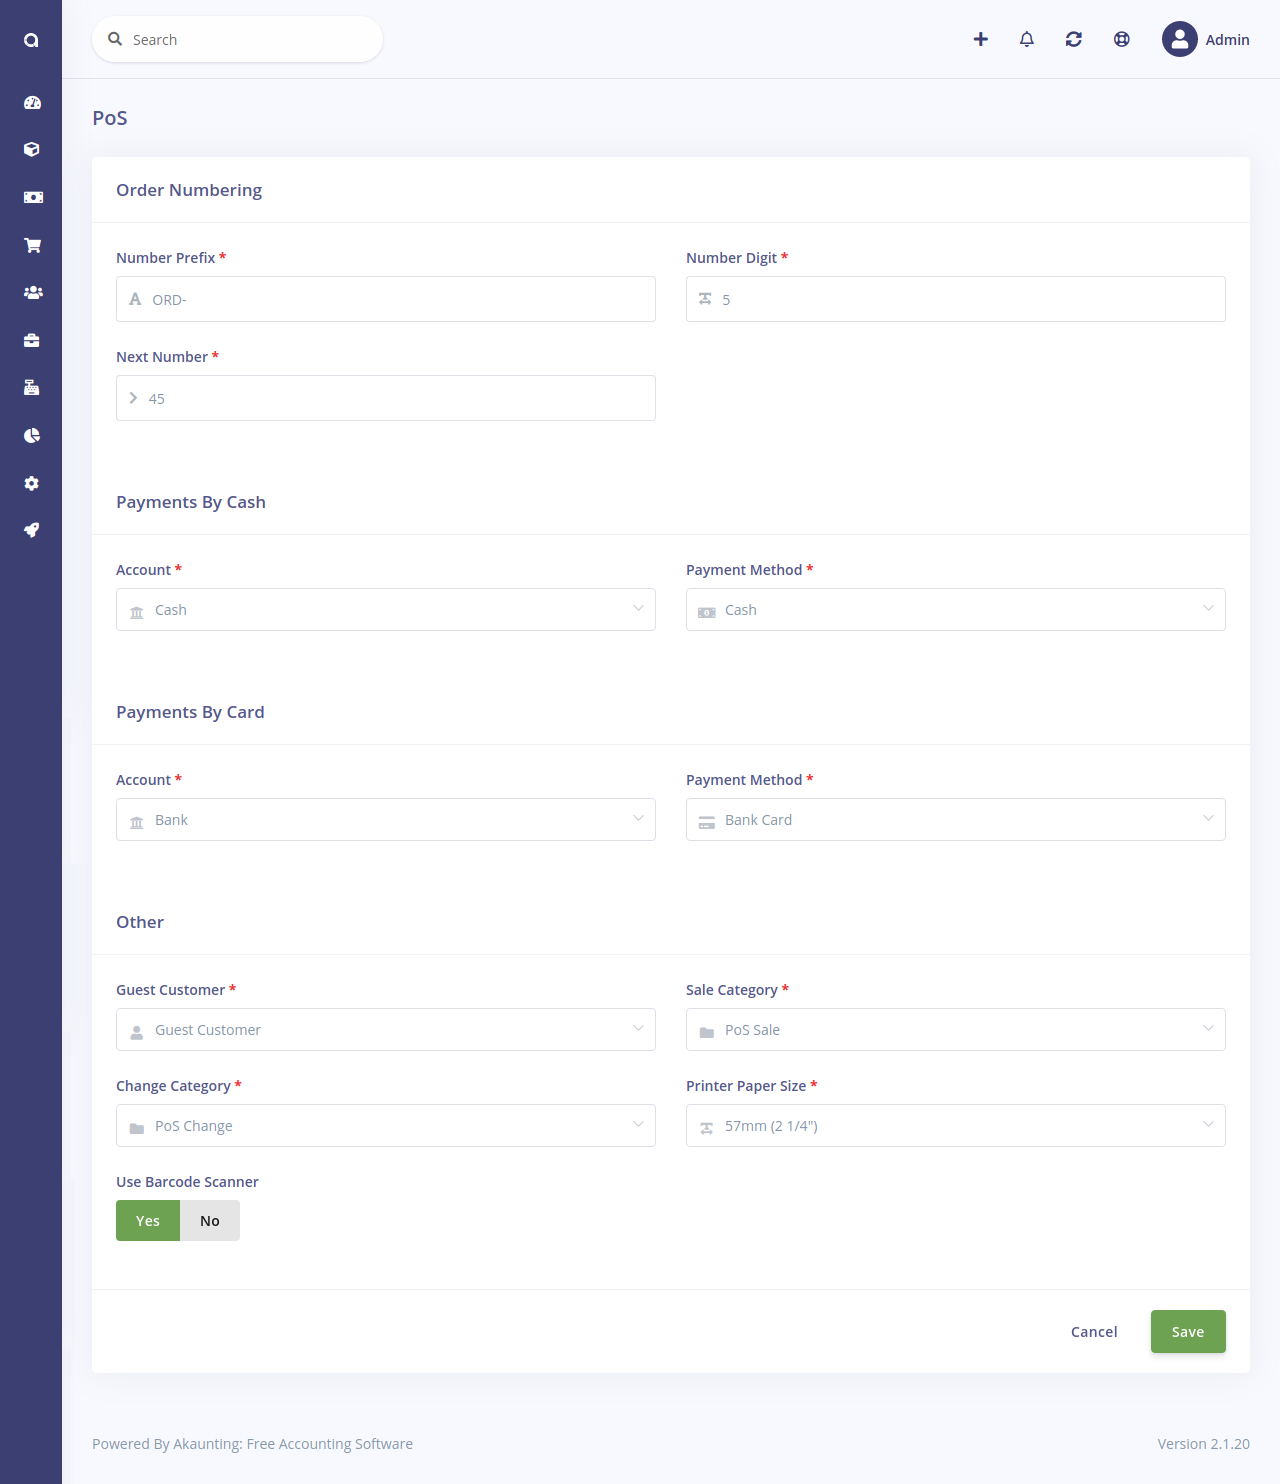 Search
Admin
PoS
Order Numbering
Number Prefix * Number Digit *
ORD- 5
Next Number *
45
Payments By Cash
Account * Payment Method *
Cash Cash
Payments By Card
Account * Payment Method *
Bank Bank Card
Other
Guest Customer * Sale Category *
Guest Customer PoS Sale
Change Category * Printer Paper Size *
PoS Change 57mm (2 1/4")
Use Barcode Scanner
Yes No
Cancel Save
Powered By Akaunting: Free Accounting Software Version 2.1.20